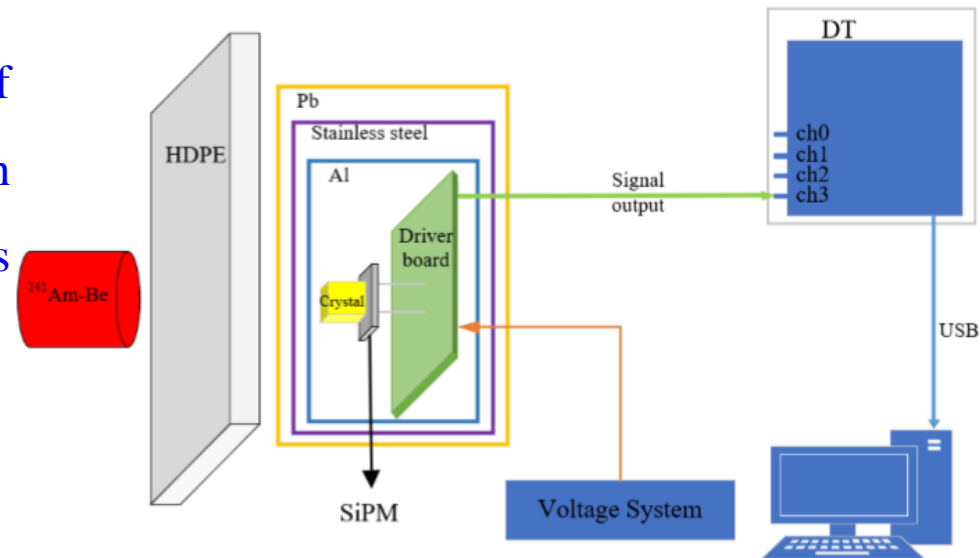 f
n
s
DT
Pb
Stainless steel
Al
HDPE
ch0
ch1
ch2
ch3
Signal
output
Driver
board
²⁴¹Am-Be
Crystal
USB
SiPM
Voltage System